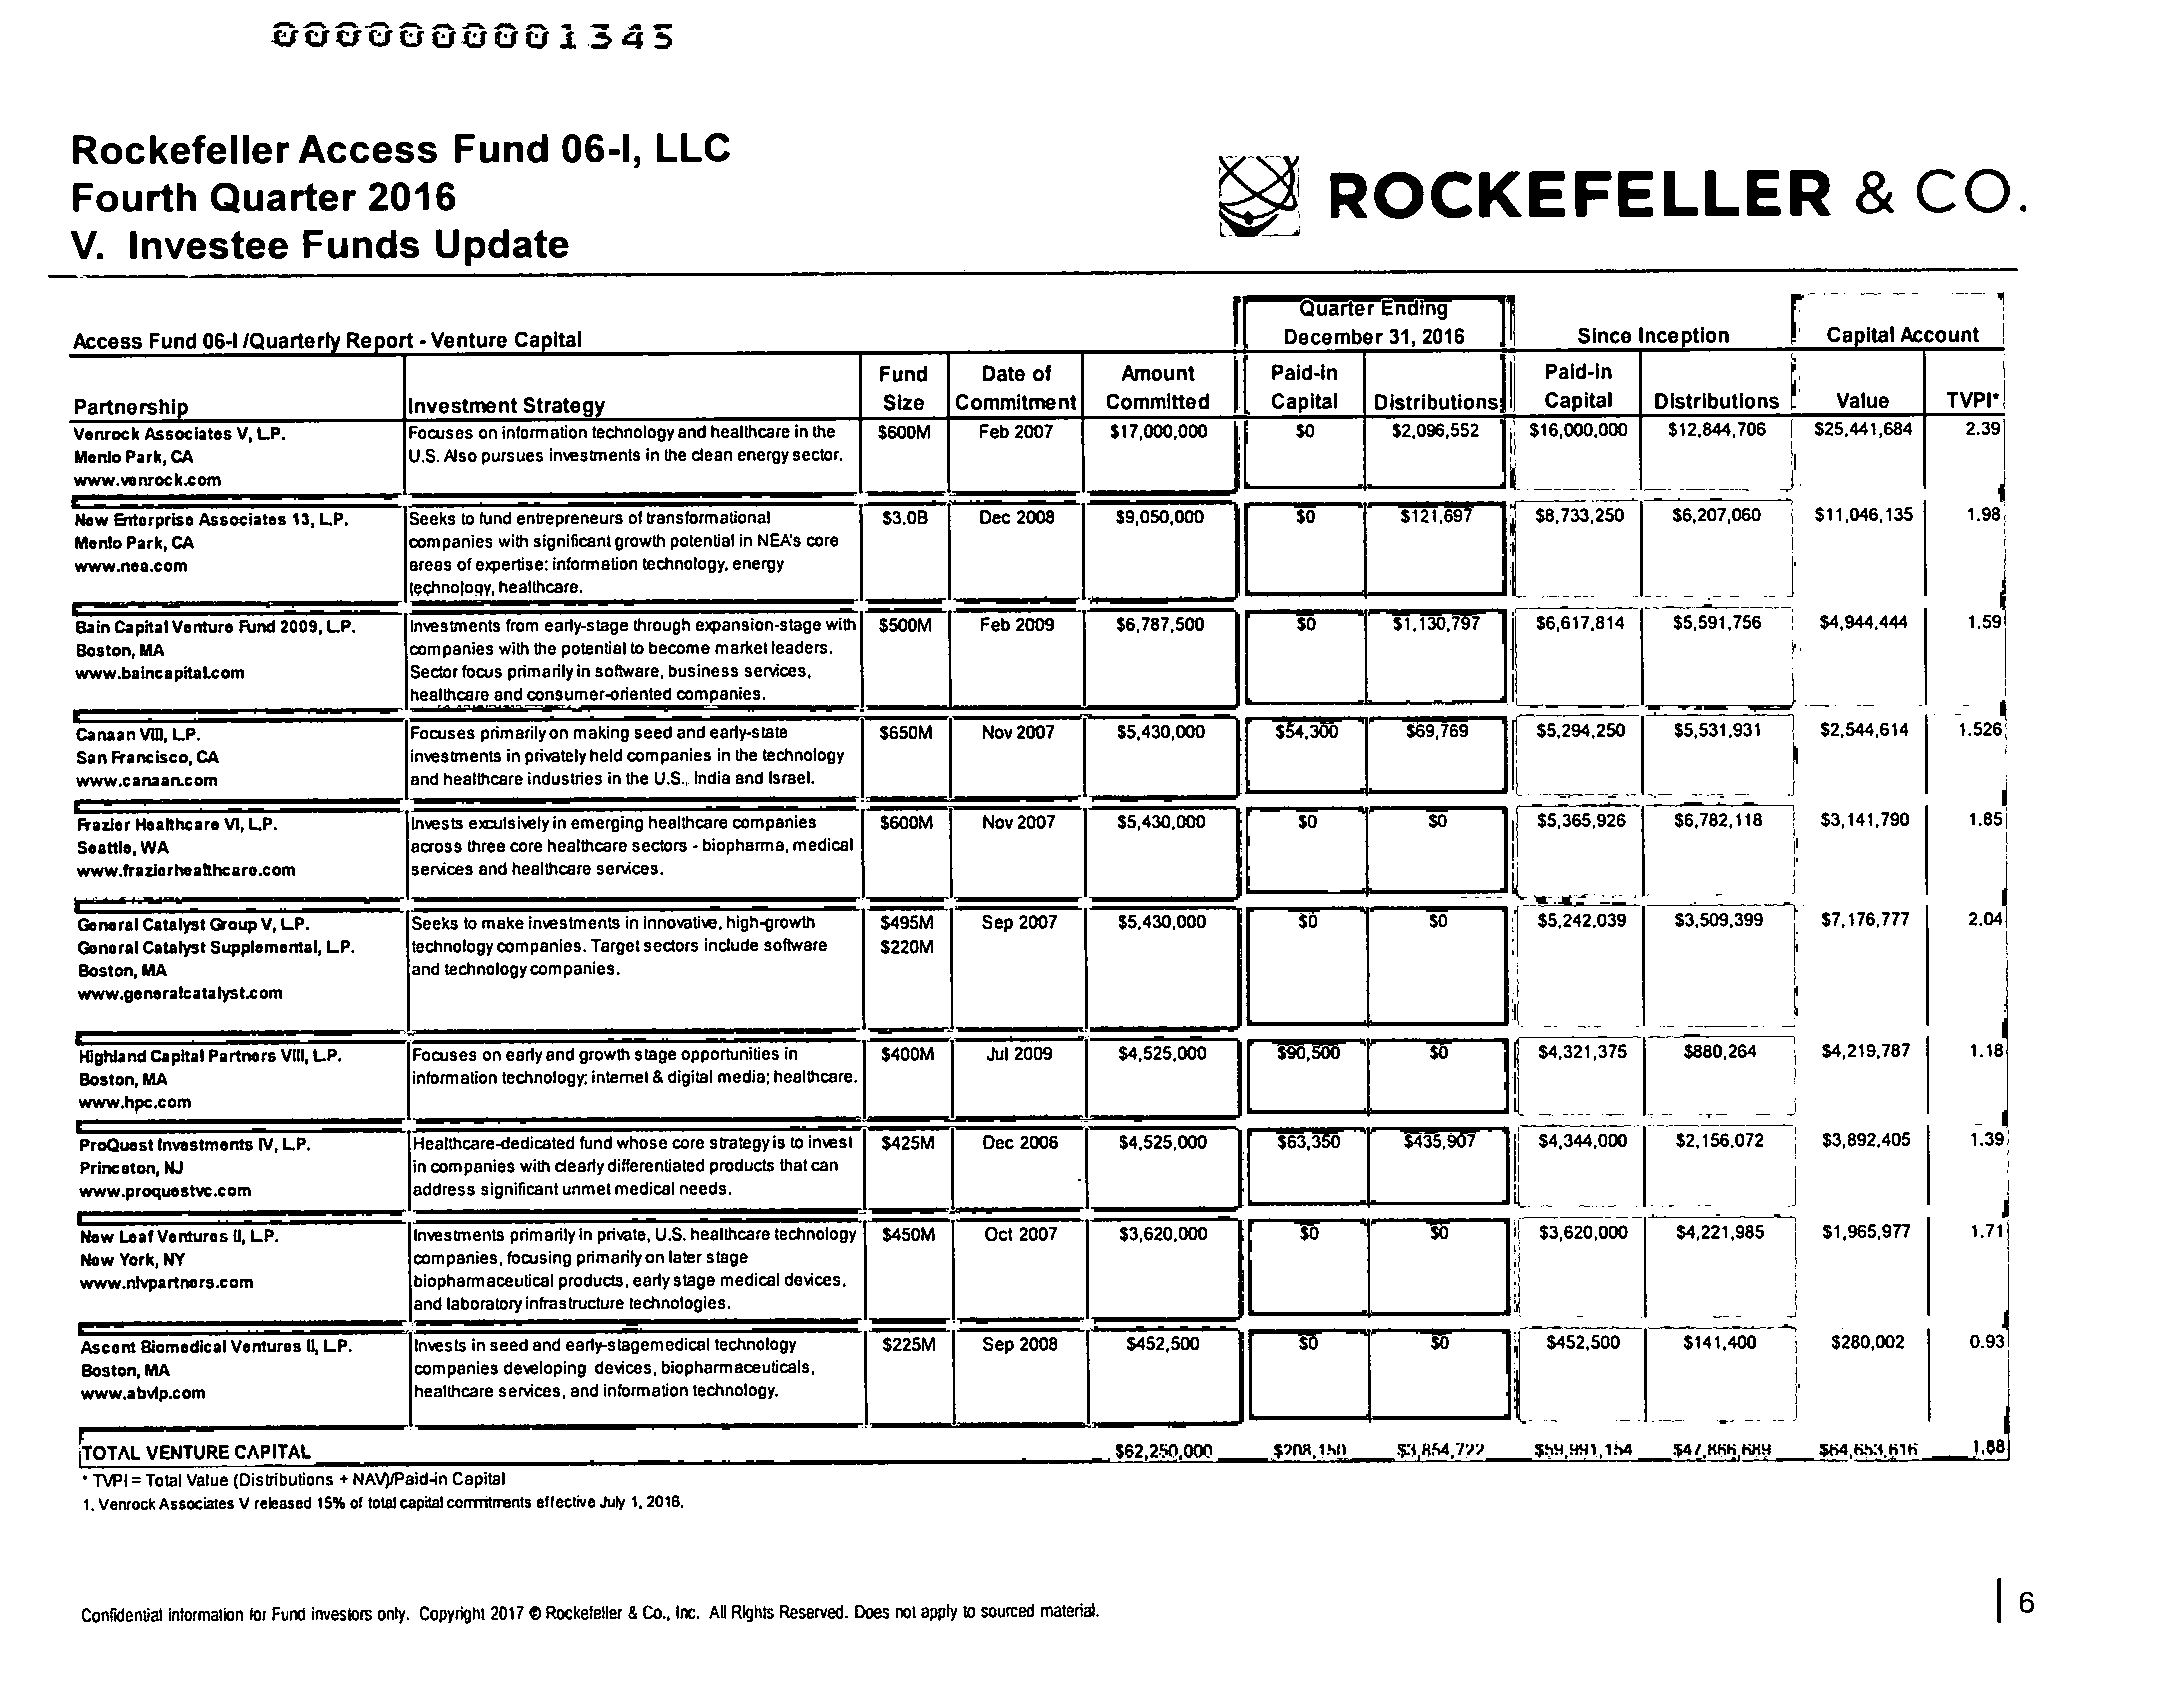 0000000001345
Rockefeller Access Fund 06-I, LLC
Fourth Quarter 2016
V. Investee Funds Update
ROCKEFELLER & CO.
Quarter Ending
Access Fund 06-I /Quarterly Report - Venture Capital December 31, 2016 Since Inception Capital Account
Fund Date of Amount Paid-in Paid-in
Partnership Investment Strategy Size Commitment Committed Capital Distributions Capital Distributions Value TVPI*
Venrock Associates V, L.P. Focuses on information technology and healthcare in the $600M Feb 2007 $17,000,000 $0 $2,096,552 $16,000,000 $12,844,706 $25,441,684 2.39
Menlo Park, CA U.S. Also pursues investments in the clean energy sector.
www.venrock.com
New Enterprise Associates 13, L.P. Seeks to fund entrepreneurs of transformational $3.0B Dec 2008 $9,050,000 $0 $121,697 $8,733,250 $6,207,060 $11,046,135 1.98
Menlo Park, CA companies with significant growth potential in NEA's core
www.nea.com areas of expertise: information technology, energy
technology, healthcare.
Bain Capital Venture Fund 2009, L.P. Investments from early-stage through expansion-stage with $500M Feb 2009 $6,787,500 $0 $1,130,797 $6,617,814 $5,591,756 $4,944,444 1.59
Boston, MA companies with the potential to become market leaders.
www.baincapital.com Sector focus primarily in software, business services,
healthcare and consumer-oriented companies.
Canaan VIII, L.P. Focuses primarily on making seed and early-state $650M Nov 2007 $5,430,000 $54,300 $69,769 $5,294,250 $5,531,931 $2,544,614 1.526
San Francisco, CA investments in privately held companies in the technology
www.canaan.com and healthcare industries in the U.S., India and Israel.
Frazier Healthcare VI, L.P. Invests exculsively in emerging healthcare companies $600M Nov 2007 $5,430,000 $0 $0 $5,365,926 $6,782,118 $3,141,790 1.85
Seattle, WA across three core healthcare sectors - biopharma, medical
www.frazierhealthcare.com services and healthcare services.
General Catalyst Group V, L.P. Seeks to make investments in innovative, high-growth $495M Sep 2007 $5,430,000 $0 $0 $5,242,039 $3,509,399 $7,176,777 2.04
General Catalyst Supplemental, L.P. technology companies. Target sectors include software $220M
Boston, MA and technology companies.
www.generalcatalyst.com
Highland Capital Partners VIII, L.P. Focuses on early and growth stage opportunities in $400M Jul 2009 $4,525,000 $90,500 $0 $4,321,375 $880,264 $4,219,787 1.18
Boston, MA information technology; internet & digital media; healthcare.
www.hpc.com
ProQuest Investments IV, L.P. Healthcare-dedicated fund whose core strategy is to invest $425M Dec 2006 $4,525,000 $63,350 $435,907 $4,344,000 $2,156,072 $3,892,405 1.39
Princeton, NJ in companies with clearly differentiated products that can
www.proquestvc.com address significant unmet medical needs.
New Leaf Ventures II, L.P. Investments primarily in private, U.S. healthcare technology $450M Oct 2007 $3,620,000 $0 $0 $3,620,000 $4,221,985 $1,965,977 1.71
New York, NY companies, focusing primarily on later stage
www.nlvpartners.com biopharmaceutical products, early stage medical devices,
and laboratory infrastructure technologies.
Ascent Biomedical Ventures II, L.P. Invests in seed and early-stagemedical technology $225M Sep 2008 $452,500 $0 $0 $452,500 $141,400 $280,002 0.93
Boston, MA companies developing devices, biopharmaceuticals,
www.abvlp.com healthcare services, and information technology.
TOTAL VENTURE CAPITAL $62,250,000 $208,150 $3,854,722 $59,991,154 $47,866,689 $64,653,616 1.88
* TVPI = Total Value (Distributions + NAV)/Paid-in Capital
1. Venrock Associates V released 15% of total capital commitments effective July 1, 2016.
Confidential information for Fund investors only. Copyright 2017 © Rockefeller & Co., Inc. All Rights Reserved. Does not apply to sourced material.
6